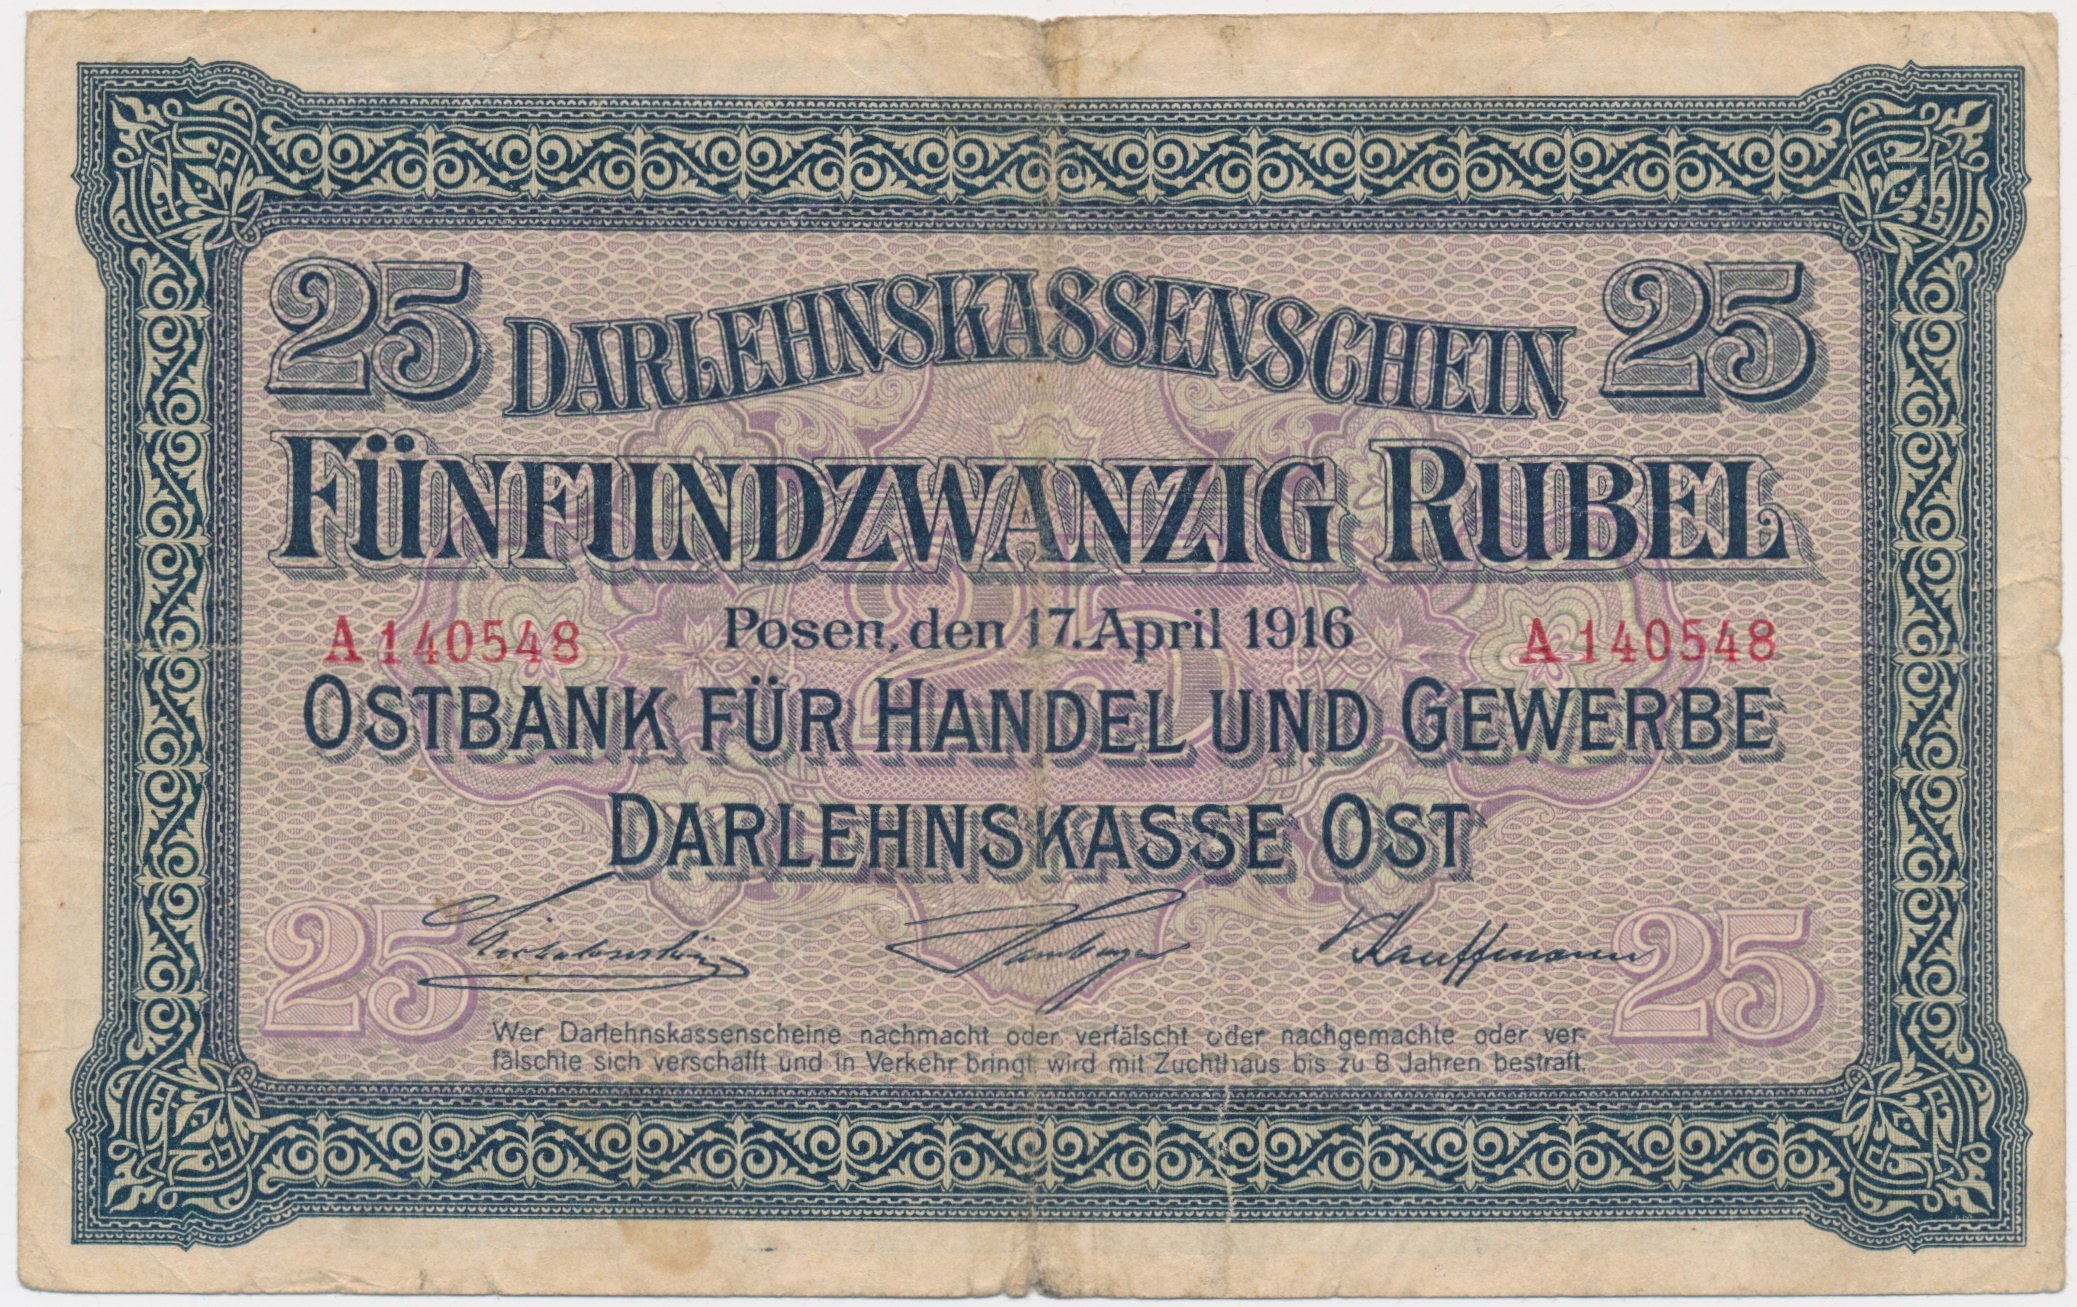 25 DARLEHNSKASSENSCHEIN 25
FÜNFUNDZWANZIG RUBEL
Posen, den 17. April 1916
A 140548 A 140548
25
OSTBANK FÜR HANDEL UND GEWERBE
DARLEHNSKASSE OST
Kauffmann
25 25
Wer Darlehnskassenscheine nachmacht oder verfälscht oder nachgemachte oder ver-
fälschte sich verschafft und in Verkehr bringt, wird mit Zuchthaus bis zu 8 Jahren bestraft.